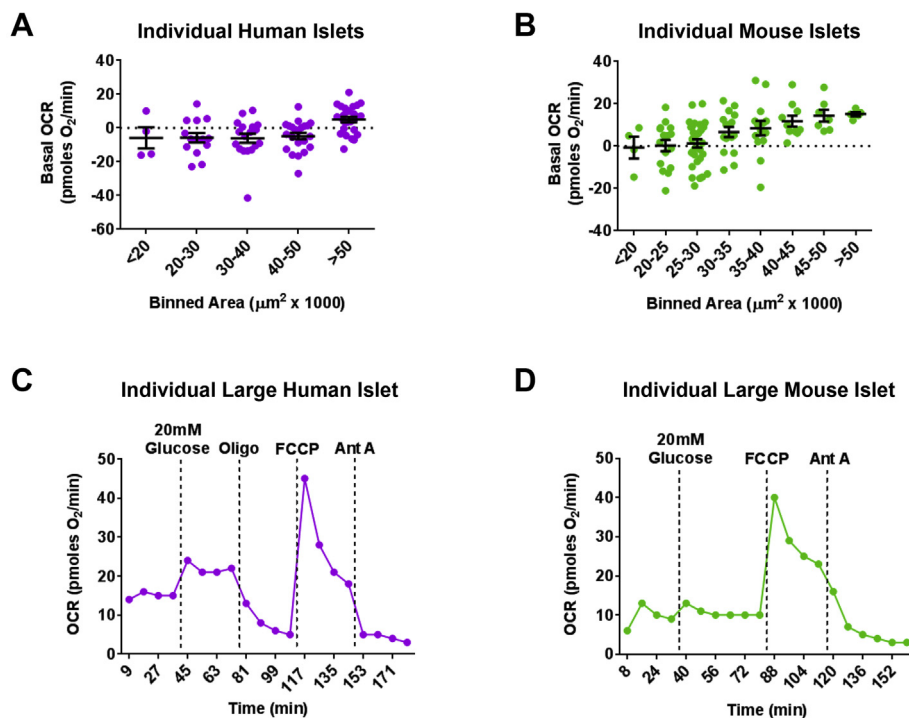 A
Individual Human Islets
Basal OCR
(pmoles O₂/min)
40
20
0
-20
-40
-60
<20
20-30
30-40
40-50
>50
Binned Area (μm² x 1000)
B
Individual Mouse Islets
Basal OCR
(pmoles O₂/min)
40
20
0
-20
-40
<20
20-25
25-30
30-35
35-40
40-45
45-50
>50
Binned Area (μm² x 1000)
C
Individual Large Human Islet
20mM
Glucose
Oligo
FCCP
Ant A
OCR (pmoles O₂/min)
50
40
30
20
10
0
9
27
45
63
81
99
117
135
153
171
Time (min)
D
Individual Large Mouse Islet
20mM
Glucose
FCCP
Ant A
OCR (pmoles O₂/min)
50
40
30
20
10
0
8
24
40
56
72
88
104
120
136
152
Time (min)